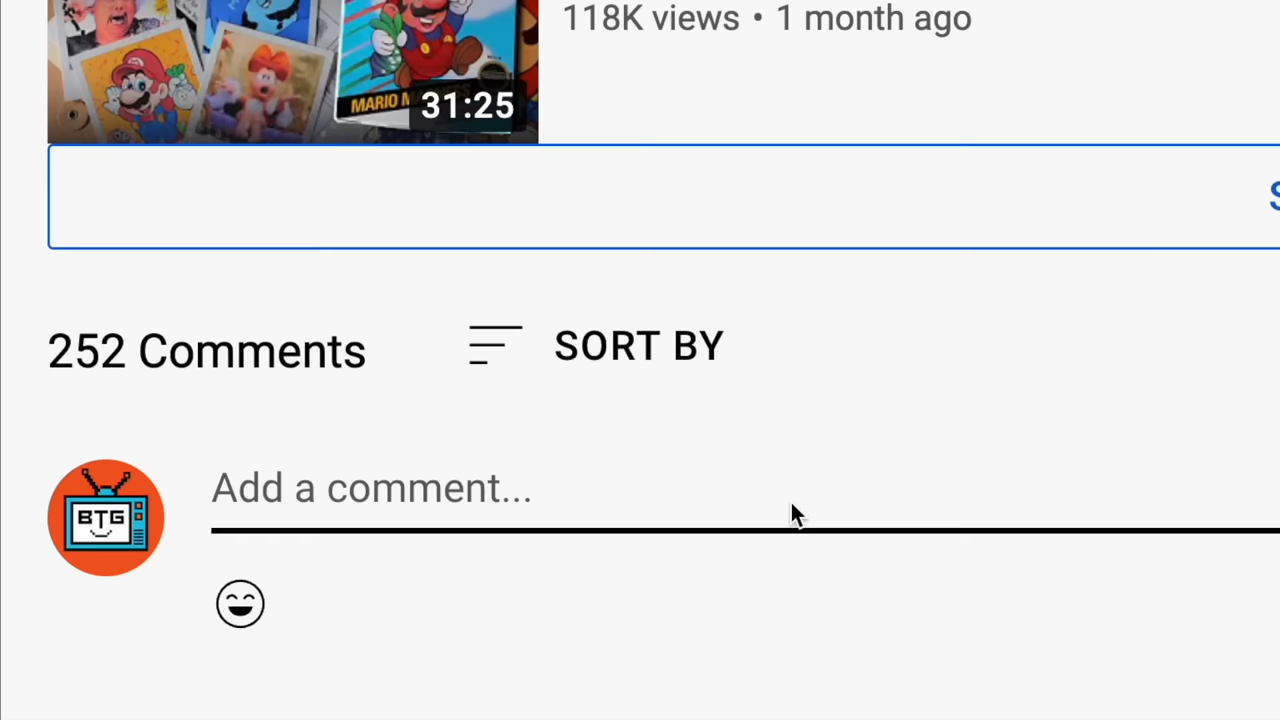 118K views • 1 month ago
MARIO M
31:25
S
252 Comments
SORT BY
Add a comment...
BTG